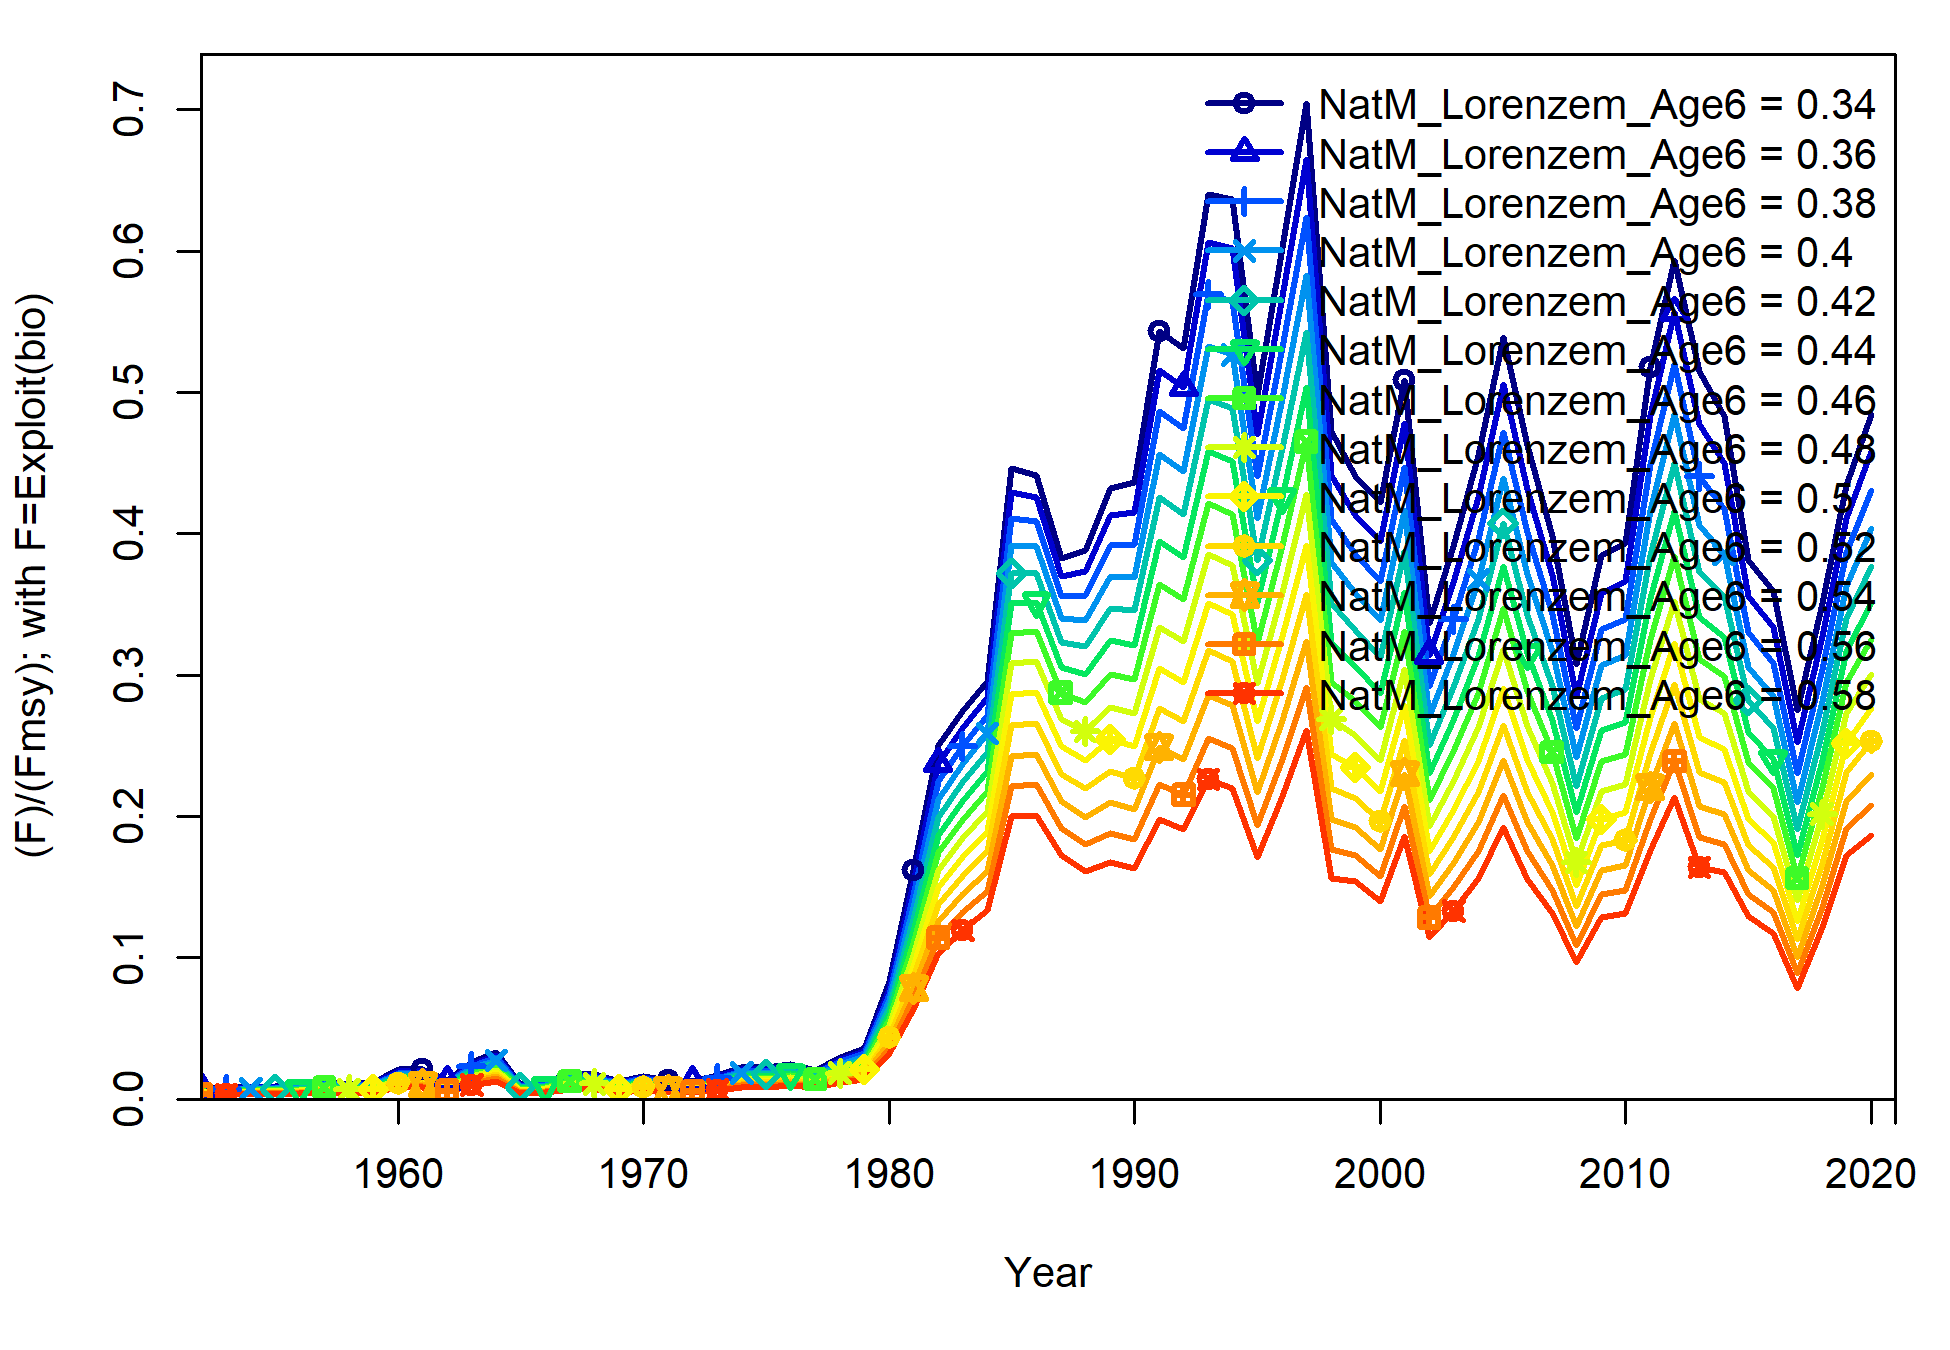 0.7
0.6
0.5
0.4
0.3
0.2
0.1
0.0
(F)/(Fmsy); with F=Exploit(bio)
NatM_Lorenzem_Age6 = 0.34
NatM_Lorenzem_Age6 = 0.36
NatM_Lorenzem_Age6 = 0.38
NatM_Lorenzem_Age6 = 0.4
NatM_Lorenzem_Age6 = 0.42
NatM_Lorenzem_Age6 = 0.44
NatM_Lorenzem_Age6 = 0.46
NatM_Lorenzem_Age6 = 0.48
NatM_Lorenzem_Age6 = 0.5
NatM_Lorenzem_Age6 = 0.52
NatM_Lorenzem_Age6 = 0.54
NatM_Lorenzem_Age6 = 0.56
NatM_Lorenzem_Age6 = 0.58
1960 1970 1980 1990 2000 2010 2020
Year